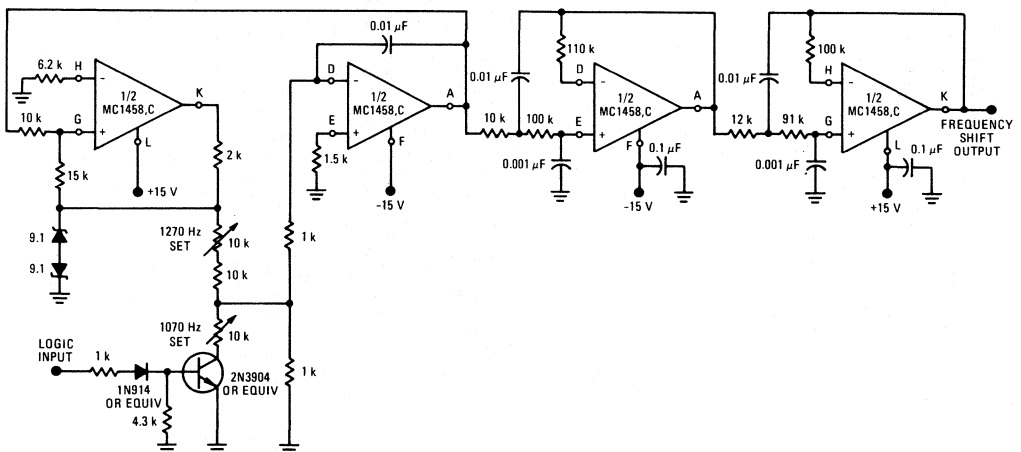 6.2 k
H
−
10 k
G
+
1/2
MC1458,C
K
L
+15 V
2 k
15 k
9.1
9.1
1270 Hz
SET
10 k
10 k
1070 Hz
SET
10 k
LOGIC
INPUT
1 k
1N914
OR EQUIV
4.3 k
2N3904
OR EQUIV
1 k
1 k
0.01 μF
D
−
E
+
1/2
MC1458,C
A
F
1.5 k
-15 V
0.01 μF
110 k
10 k
100 k
D
−
E
+
1/2
MC1458,C
A
F
0.001 μF
0.1 μF
-15 V
0.01 μF
100 k
12 k
91 k
H
−
G
+
1/2
MC1458,C
K
L
0.001 μF
0.1 μF
+15 V
FREQUENCY
SHIFT
OUTPUT